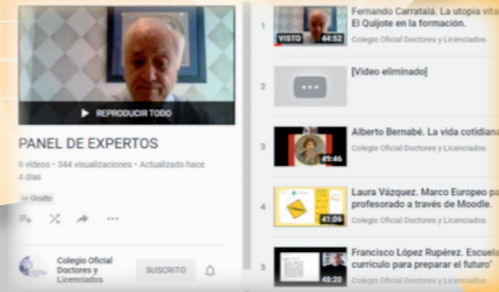 REPRODUCIR TODO
PANEL DE EXPERTOS
9 vídeos • 344 visualizaciones • Actualizado hace
4 días
Oculto
Colegio Oficial
Doctores y
Licenciados
SUSCRITO
1
VISTO
44:52
Fernando Carratalá. La utopía vita
El Quijote en la formación.
Colegio Oficial Doctores y Licenciados
2
[Vídeo eliminado]
3
49:46
Alberto Bernabé. La vida cotidiana
Colegio Oficial Doctores y Licenciados
4
41:06
Laura Vázquez. Marco Europeo pa
profesorado a través de Moodle.
Colegio Oficial Doctores y Licenciados
5
48:20
Francisco López Rupérez. Escuela
currículo para preparar el futuro"
Colegio Oficial Doctores y Licenciados